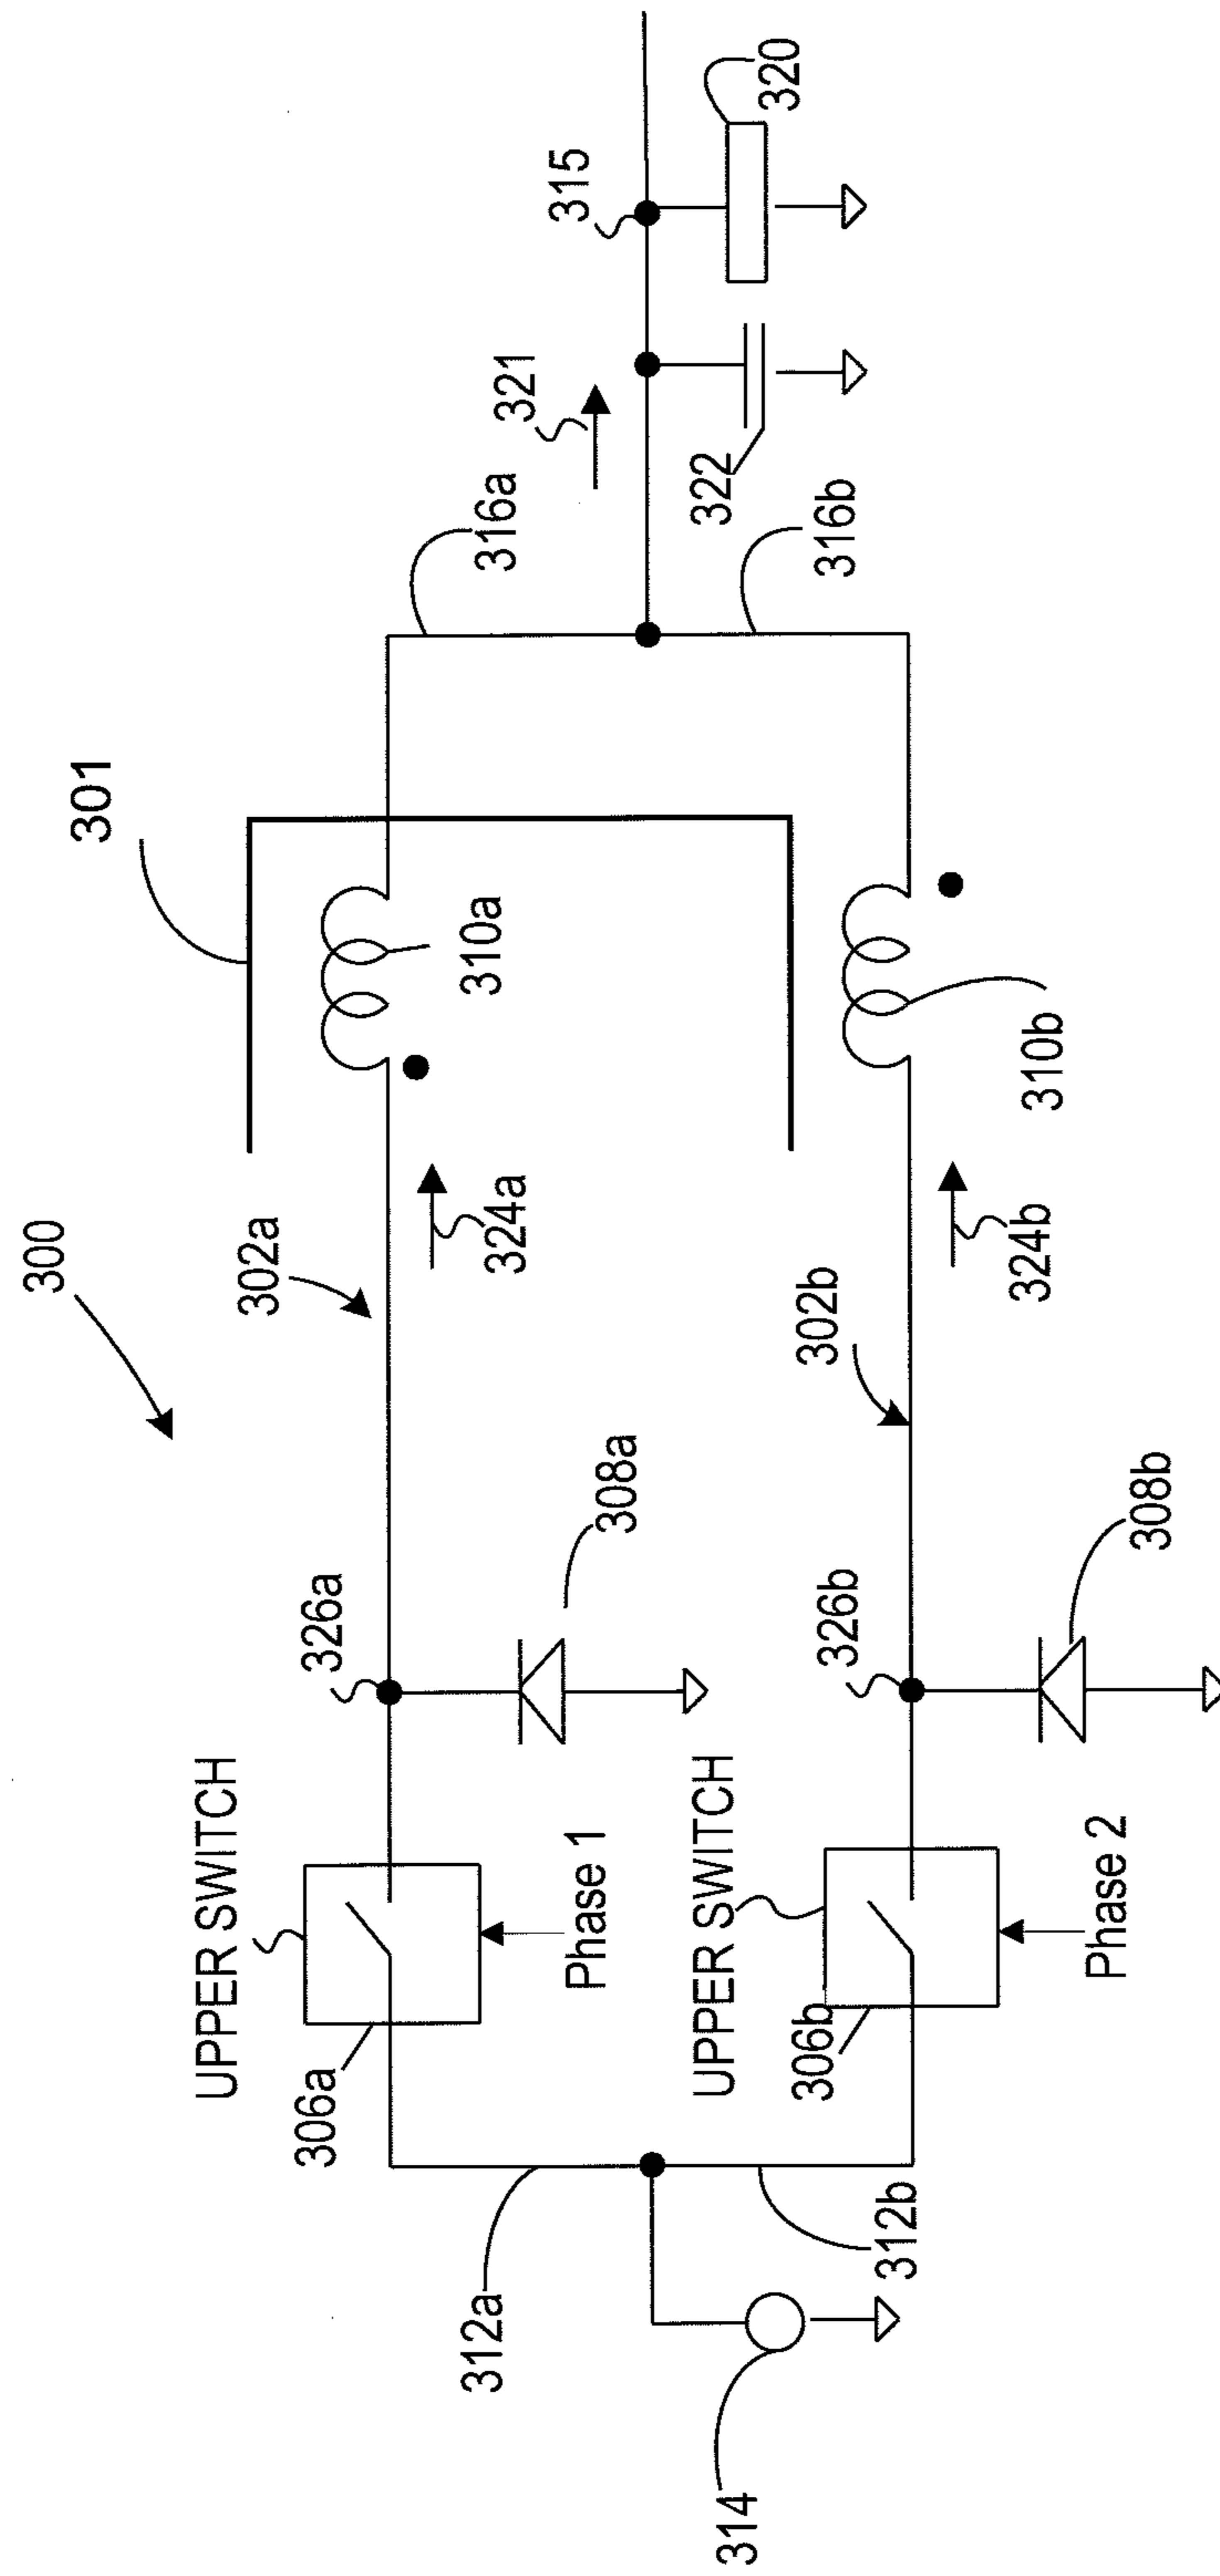 300
301
302a
324a
310a
316a
321
315
320
322
316b
UPPER SWITCH
306a
Phase 1
326a
308a
312a
314
312b
UPPER SWITCH
306b
Phase 2
326b
308b
302b
324b
310b